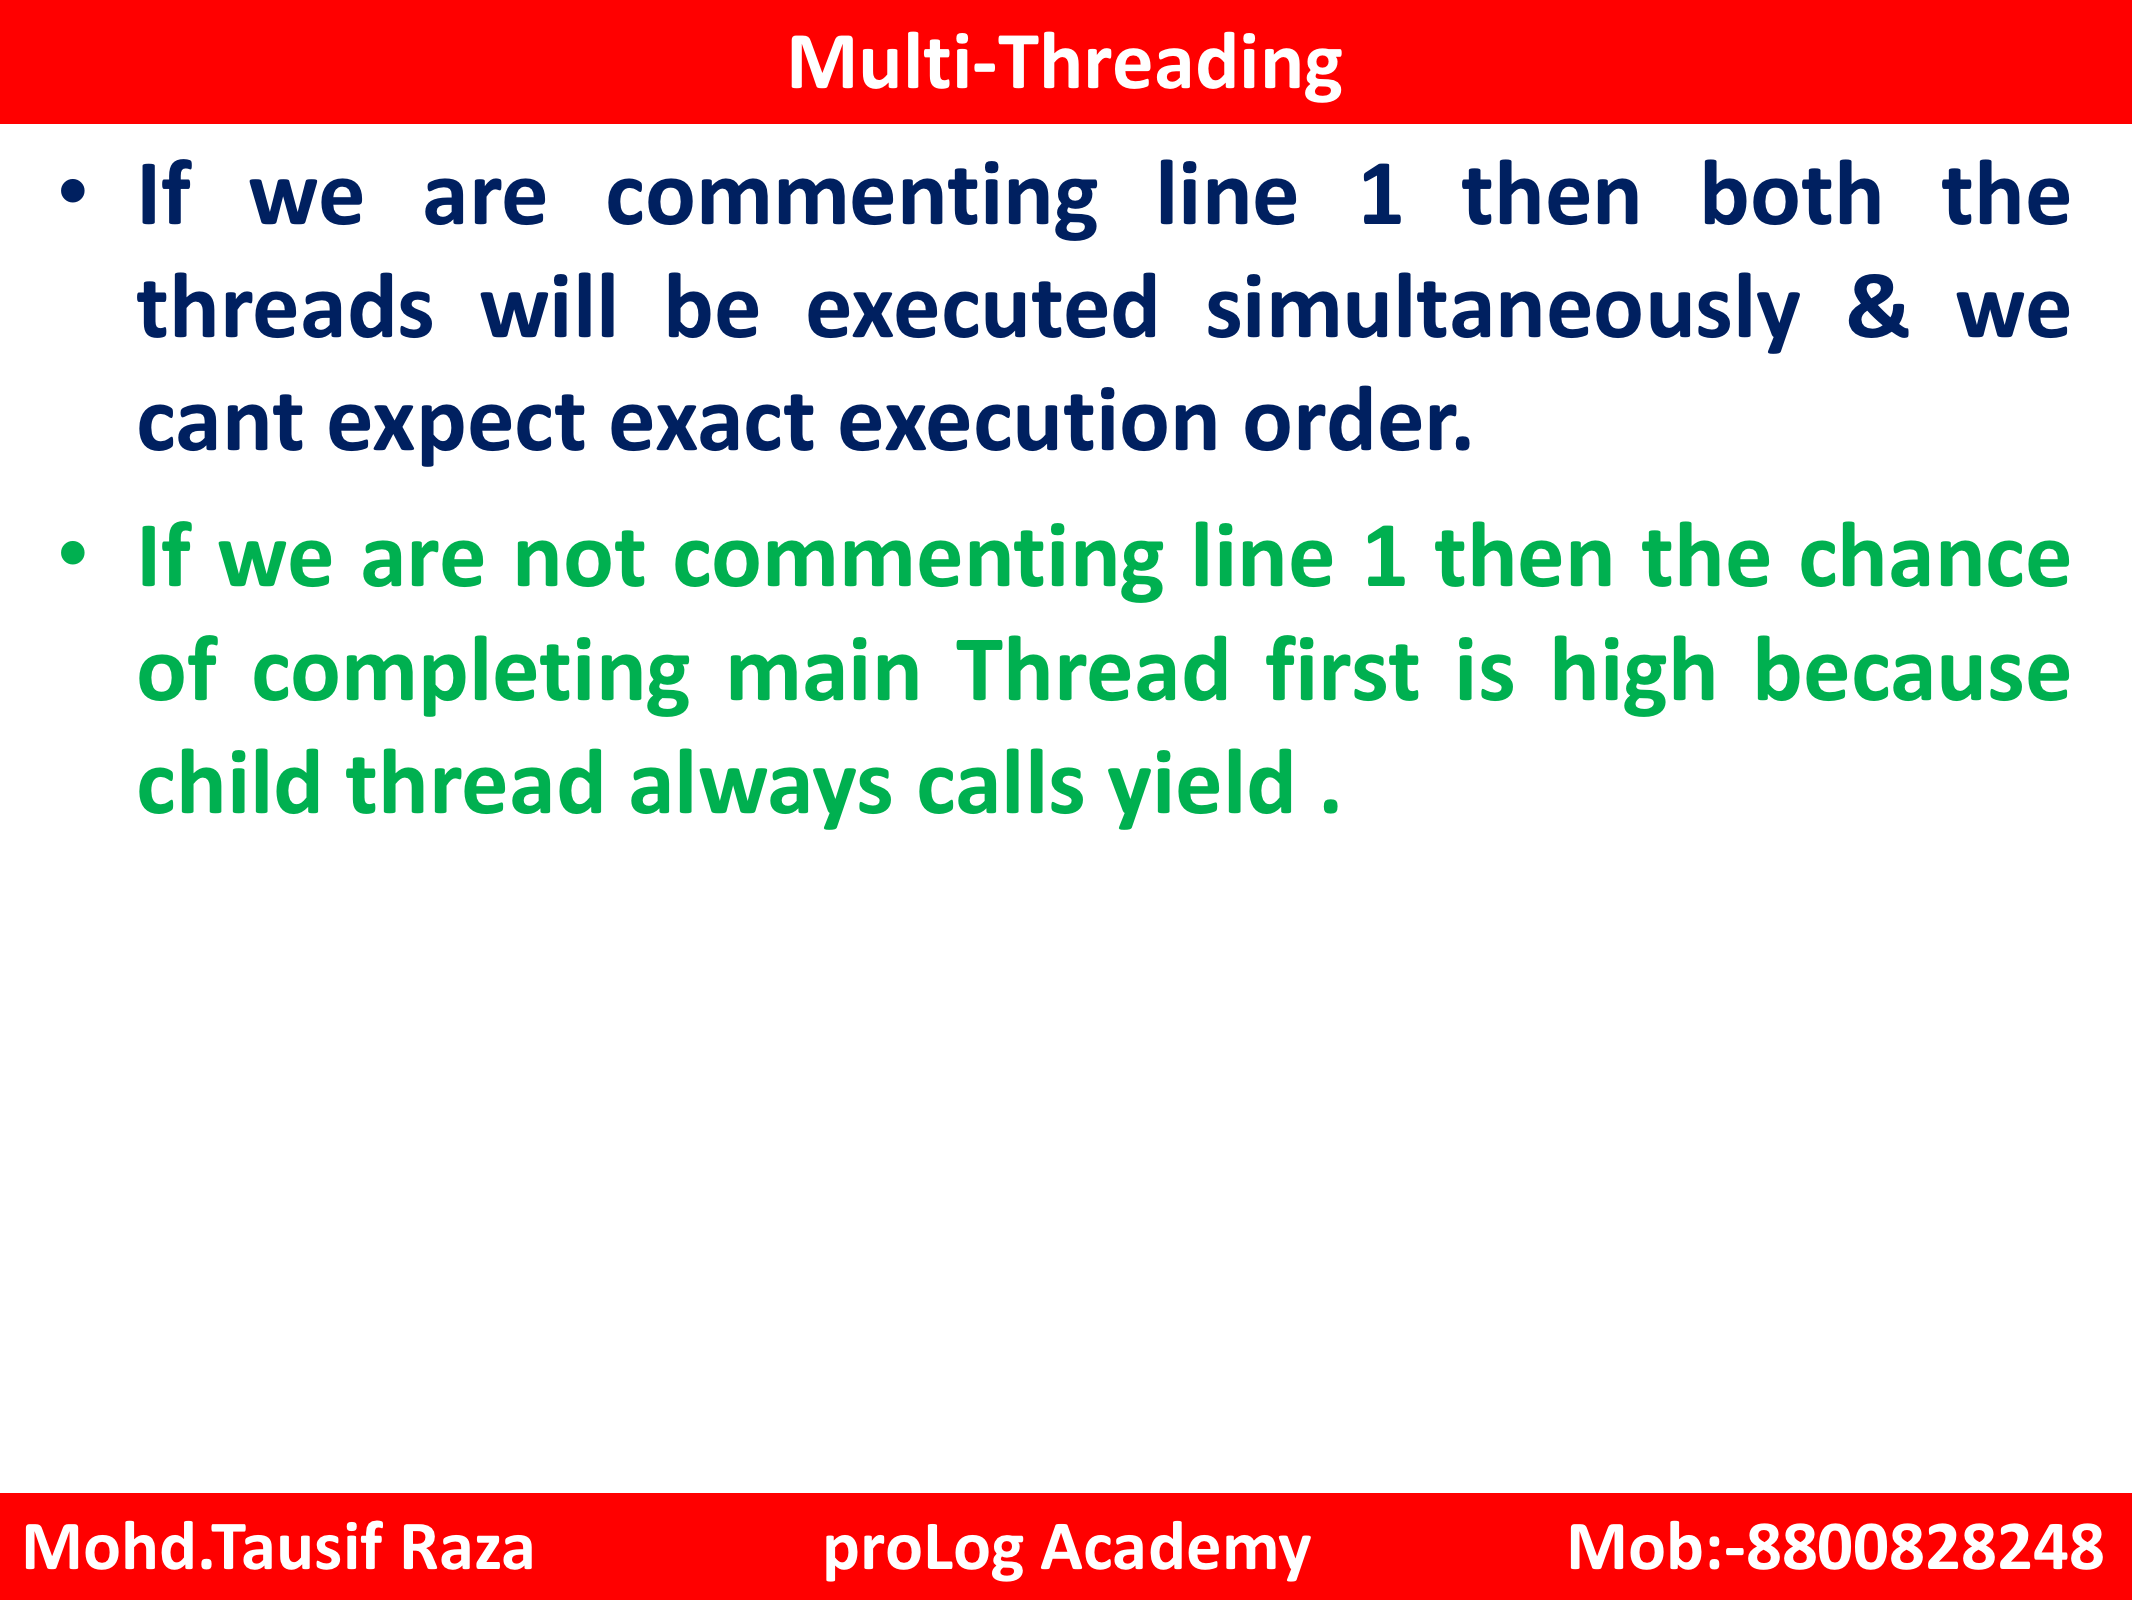 Multi-Threading
• If we are commenting line 1 then both the
threads will be executed simultaneously & we
cant expect exact execution order.
• If we are not commenting line 1 then the chance
of completing main Thread first is high because
child thread always calls yield .
Mohd.Tausif Raza proLog Academy Mob:-8800828248